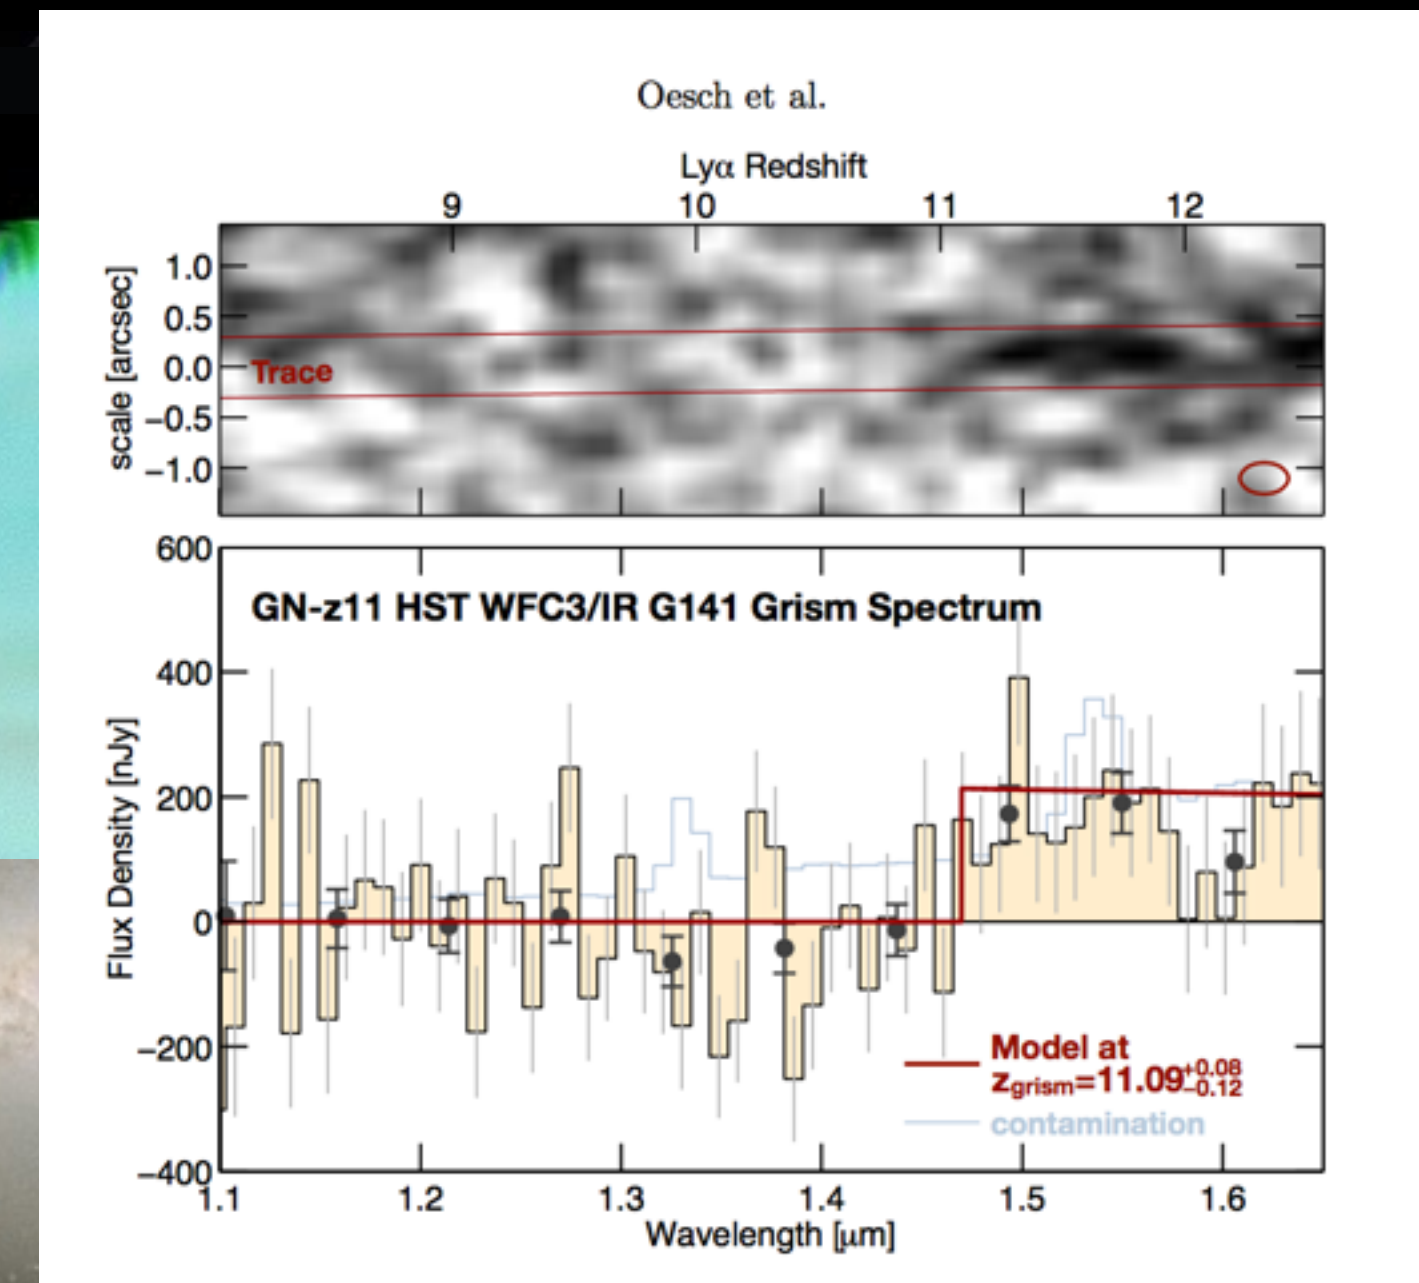 Oesch et al.
Lyα Redshift
9 10 11 12
scale [arcsec]
1.0
0.5
0.0
−0.5
−1.0
Trace
GN-z11 HST WFC3/IR G141 Grism Spectrum
Flux Density [nJy]
600
400
200
0
−200
−400
Model at
zgrism=11.09+0.08−0.12
contamination
1.1 1.2 1.3 1.4 1.5 1.6
Wavelength [μm]